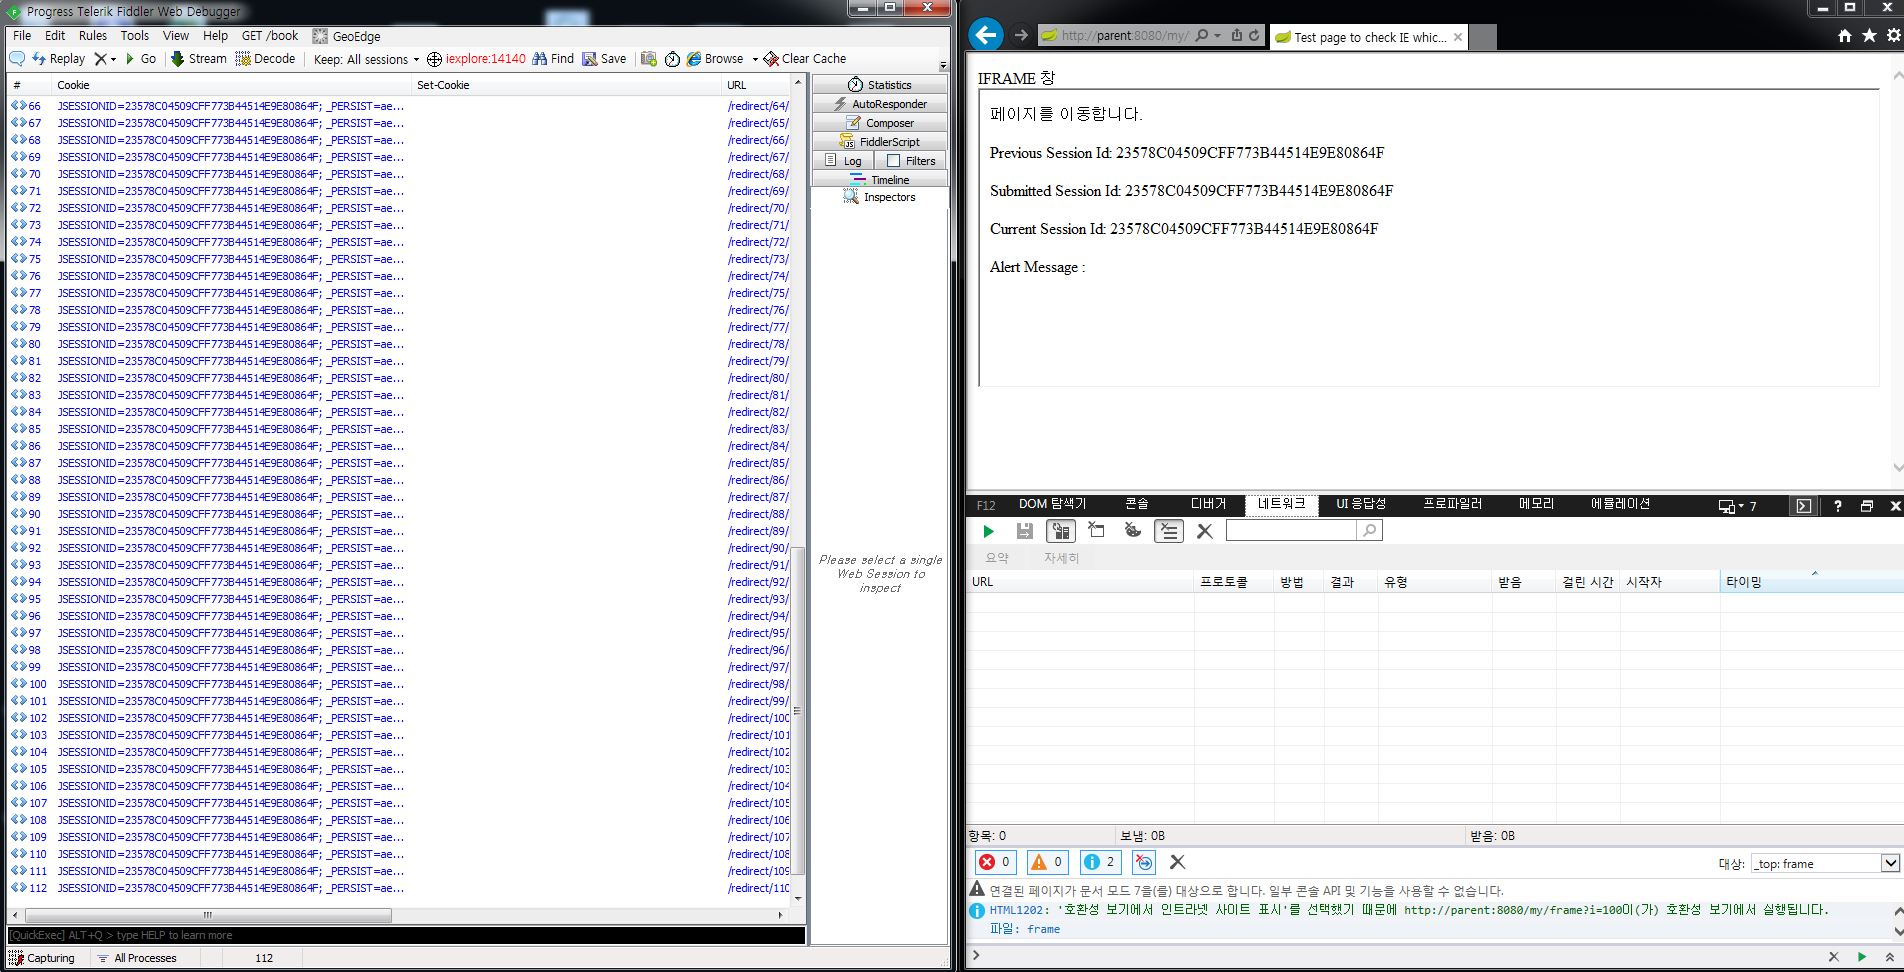 Progress Telerik Fiddler Web Debugger
File Edit Rules Tools View Help GET /book GeoEdge
Replay Go Stream Decode Keep: All sessions iexplore:14140 Find Save Browse Clear Cache
# Cookie Set-Cookie URL
66 JSESSIONID=23578C04509CFF773B44514E9E80864F; _PERSIST=ae... /redirect/64/
67 JSESSIONID=23578C04509CFF773B44514E9E80864F; _PERSIST=ae... /redirect/65/
68 JSESSIONID=23578C04509CFF773B44514E9E80864F; _PERSIST=ae... /redirect/66/
69 JSESSIONID=23578C04509CFF773B44514E9E80864F; _PERSIST=ae... /redirect/67/
70 JSESSIONID=23578C04509CFF773B44514E9E80864F; _PERSIST=ae... /redirect/68/
71 JSESSIONID=23578C04509CFF773B44514E9E80864F; _PERSIST=ae... /redirect/69/
72 JSESSIONID=23578C04509CFF773B44514E9E80864F; _PERSIST=ae... /redirect/70/
73 JSESSIONID=23578C04509CFF773B44514E9E80864F; _PERSIST=ae... /redirect/71/
74 JSESSIONID=23578C04509CFF773B44514E9E80864F; _PERSIST=ae... /redirect/72/
75 JSESSIONID=23578C04509CFF773B44514E9E80864F; _PERSIST=ae... /redirect/73/
76 JSESSIONID=23578C04509CFF773B44514E9E80864F; _PERSIST=ae... /redirect/74/
77 JSESSIONID=23578C04509CFF773B44514E9E80864F; _PERSIST=ae... /redirect/75/
78 JSESSIONID=23578C04509CFF773B44514E9E80864F; _PERSIST=ae... /redirect/76/
79 JSESSIONID=23578C04509CFF773B44514E9E80864F; _PERSIST=ae... /redirect/77/
80 JSESSIONID=23578C04509CFF773B44514E9E80864F; _PERSIST=ae... /redirect/78/
81 JSESSIONID=23578C04509CFF773B44514E9E80864F; _PERSIST=ae... /redirect/79/
82 JSESSIONID=23578C04509CFF773B44514E9E80864F; _PERSIST=ae... /redirect/80/
83 JSESSIONID=23578C04509CFF773B44514E9E80864F; _PERSIST=ae... /redirect/81/
84 JSESSIONID=23578C04509CFF773B44514E9E80864F; _PERSIST=ae... /redirect/82/
85 JSESSIONID=23578C04509CFF773B44514E9E80864F; _PERSIST=ae... /redirect/83/
86 JSESSIONID=23578C04509CFF773B44514E9E80864F; _PERSIST=ae... /redirect/84/
87 JSESSIONID=23578C04509CFF773B44514E9E80864F; _PERSIST=ae... /redirect/85/
88 JSESSIONID=23578C04509CFF773B44514E9E80864F; _PERSIST=ae... /redirect/86/
89 JSESSIONID=23578C04509CFF773B44514E9E80864F; _PERSIST=ae... /redirect/87/
90 JSESSIONID=23578C04509CFF773B44514E9E80864F; _PERSIST=ae... /redirect/88/
91 JSESSIONID=23578C04509CFF773B44514E9E80864F; _PERSIST=ae... /redirect/89/
92 JSESSIONID=23578C04509CFF773B44514E9E80864F; _PERSIST=ae... /redirect/90/
93 JSESSIONID=23578C04509CFF773B44514E9E80864F; _PERSIST=ae... /redirect/91/
94 JSESSIONID=23578C04509CFF773B44514E9E80864F; _PERSIST=ae... /redirect/92/
95 JSESSIONID=23578C04509CFF773B44514E9E80864F; _PERSIST=ae... /redirect/93/
96 JSESSIONID=23578C04509CFF773B44514E9E80864F; _PERSIST=ae... /redirect/94/
97 JSESSIONID=23578C04509CFF773B44514E9E80864F; _PERSIST=ae... /redirect/95/
98 JSESSIONID=23578C04509CFF773B44514E9E80864F; _PERSIST=ae... /redirect/96/
99 JSESSIONID=23578C04509CFF773B44514E9E80864F; _PERSIST=ae... /redirect/97/
100 JSESSIONID=23578C04509CFF773B44514E9E80864F; _PERSIST=ae... /redirect/98/
101 JSESSIONID=23578C04509CFF773B44514E9E80864F; _PERSIST=ae... /redirect/99/
102 JSESSIONID=23578C04509CFF773B44514E9E80864F; _PERSIST=ae... /redirect/100
103 JSESSIONID=23578C04509CFF773B44514E9E80864F; _PERSIST=ae... /redirect/101
104 JSESSIONID=23578C04509CFF773B44514E9E80864F; _PERSIST=ae... /redirect/102
105 JSESSIONID=23578C04509CFF773B44514E9E80864F; _PERSIST=ae... /redirect/103
106 JSESSIONID=23578C04509CFF773B44514E9E80864F; _PERSIST=ae... /redirect/104
107 JSESSIONID=23578C04509CFF773B44514E9E80864F; _PERSIST=ae... /redirect/105
108 JSESSIONID=23578C04509CFF773B44514E9E80864F; _PERSIST=ae... /redirect/106
109 JSESSIONID=23578C04509CFF773B44514E9E80864F; _PERSIST=ae... /redirect/107
110 JSESSIONID=23578C04509CFF773B44514E9E80864F; _PERSIST=ae... /redirect/108
111 JSESSIONID=23578C04509CFF773B44514E9E80864F; _PERSIST=ae... /redirect/109
112 JSESSIONID=23578C04509CFF773B44514E9E80864F; _PERSIST=ae... /redirect/110
[QuickExec] ALT+Q > type HELP to learn more
Capturing All Processes 112
Statistics
AutoResponder
Composer
FiddlerScript
Log Filters
Timeline
Inspectors
Please select a single
Web Session to
inspect
http://parent:8080/my/ Test page to check IE whic...
IFRAME 창
페이지를 이동합니다.
Previous Session Id: 23578C04509CFF773B44514E9E80864F
Submitted Session Id: 23578C04509CFF773B44514E9E80864F
Current Session Id: 23578C04509CFF773B44514E9E80864F
Alert Message :
F12 DOM 탐색기 콘솔 디버거 네트워크 UI 응답성 프로파일러 메모리 에뮬레이션 7 ?
요약 자세히
URL 프로토콜 방법 결과 유형 받음 걸린 시간 시작자 타이밍
항목: 0 보냄: 0B 받음: 0B
0 0 2 대상: _top: frame
연결된 페이지가 문서 모드 7을(를) 대상으로 합니다. 일부 콘솔 API 및 기능을 사용할 수 없습니다.
HTML1202: '호환성 보기에서 인트라넷 사이트 표시'를 선택했기 때문에 http://parent:8080/my/frame?i=100이(가) 호환성 보기에서 실행됩니다.
파일: frame